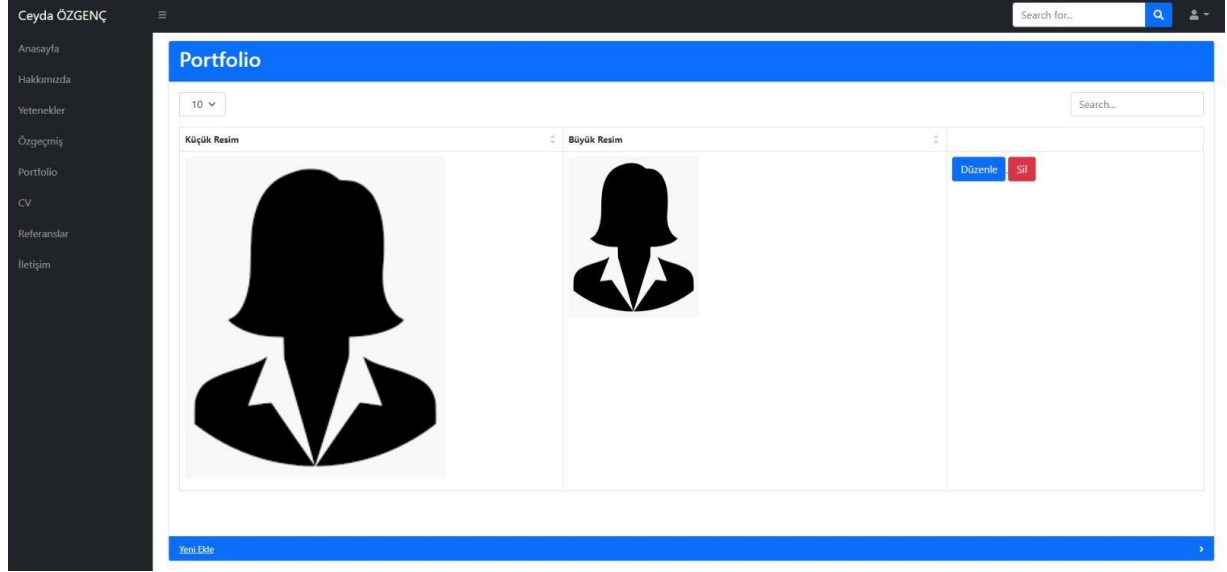 Ceyda ÖZGENÇ
Search for...
Anasayfa
Hakkımızda
Yetenekler
Özgeçmiş
Portfolio
CV
Referanslar
İletişim
Portfolio
10
Search...
Küçük Resim
Büyük Resim
Düzenle
Sil
Yeni Ekle